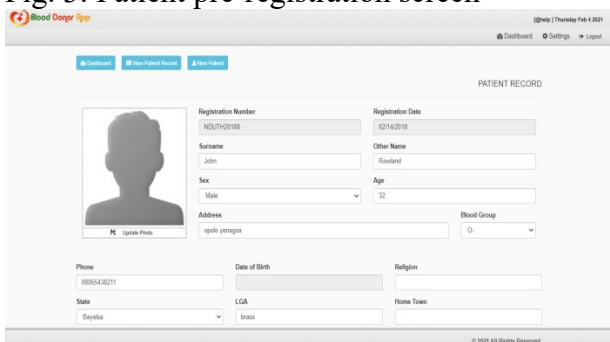 Fig. 3: Patient pre-registration screen
Blood Donor App
[@help ] Thursday Feb 4 2021
Dashboard Settings Logout
Dashboard View Patient Record New Patient
PATIENT RECORD
Registration Number Registration Date
NDUTH20188 02/14/2018
Surname Other Name
John Rowland
Sex Age
Male 32
Address Blood Group
opolo yenagoa O-
Update Photo
Phone Date of Birth Religion
08065438211
State LGA Home Town
Bayelsa brass
© 2021 All Rights Reserved